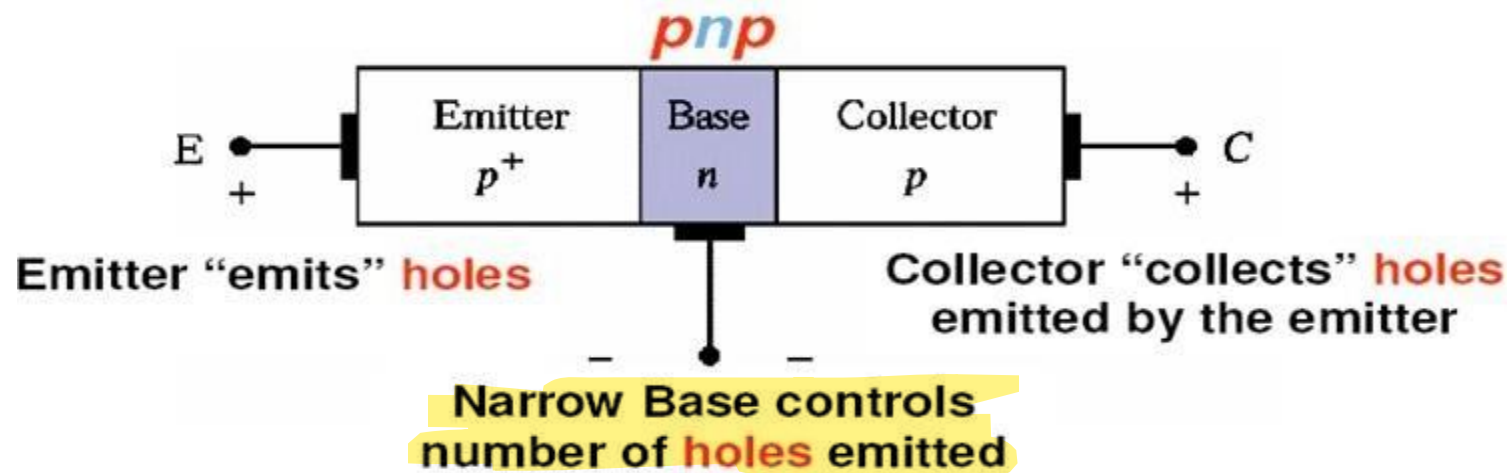 pnp
Emitter Base Collector
p+ n p
E C
+ +
Emitter “emits” holes
Collector “collects” holes
emitted by the emitter
– –
Narrow Base controls
number of holes emitted